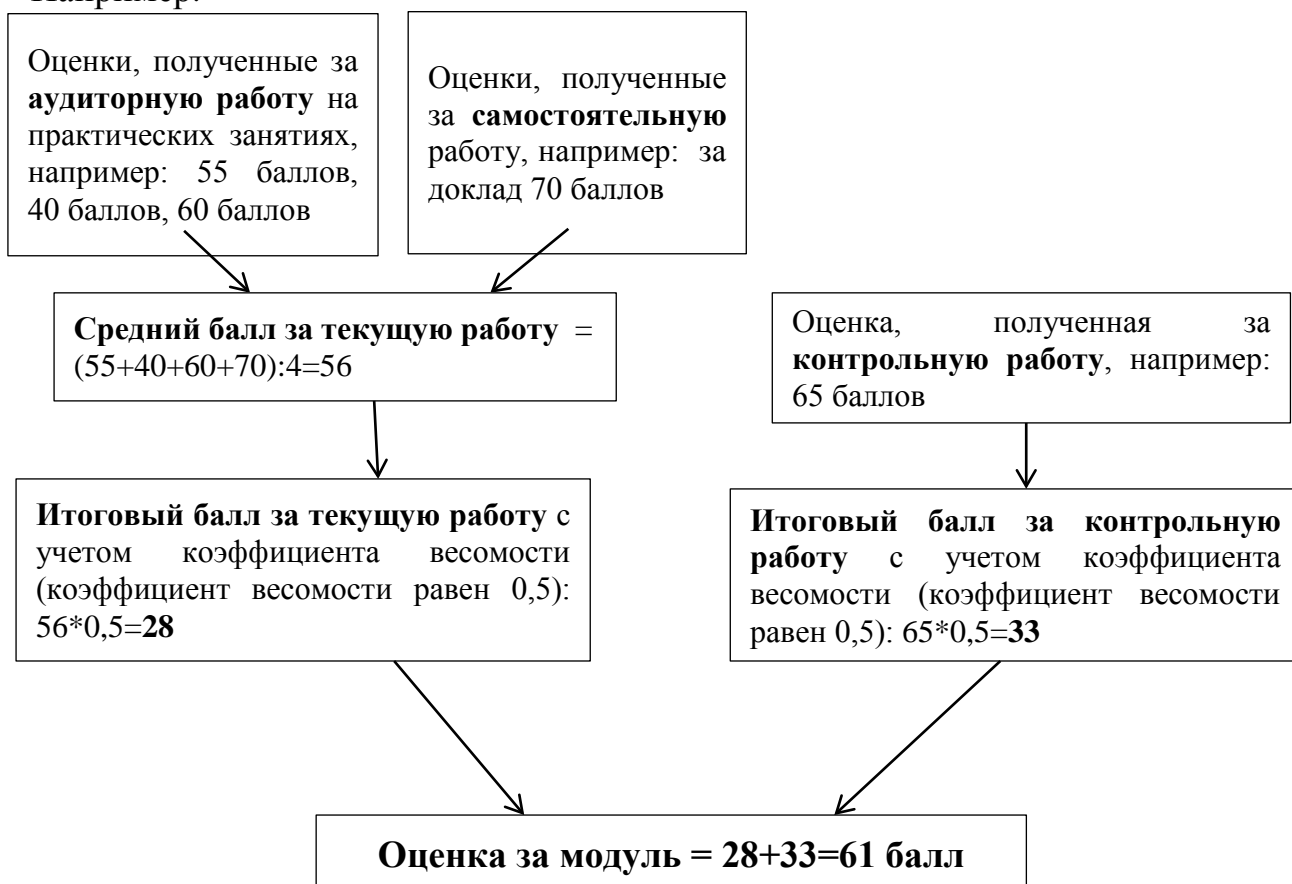 Например:
Оценки, полученные за
аудиторную работу на
практических занятиях,
например: 55 баллов,
40 баллов, 60 баллов
Оценки, полученные
за самостоятельную
работу, например: за
доклад 70 баллов
Средний балл за текущую работу =
(55+40+60+70):4=56
Оценка, полученная за
контрольную работу, например:
65 баллов
Итоговый балл за текущую работу с
учетом коэффициента весомости
(коэффициент весомости равен 0,5):
56*0,5=28
Итоговый балл за контрольную
работу с учетом коэффициента
весомости (коэффициент весомости
равен 0,5): 65*0,5=33
Оценка за модуль = 28+33=61 балл